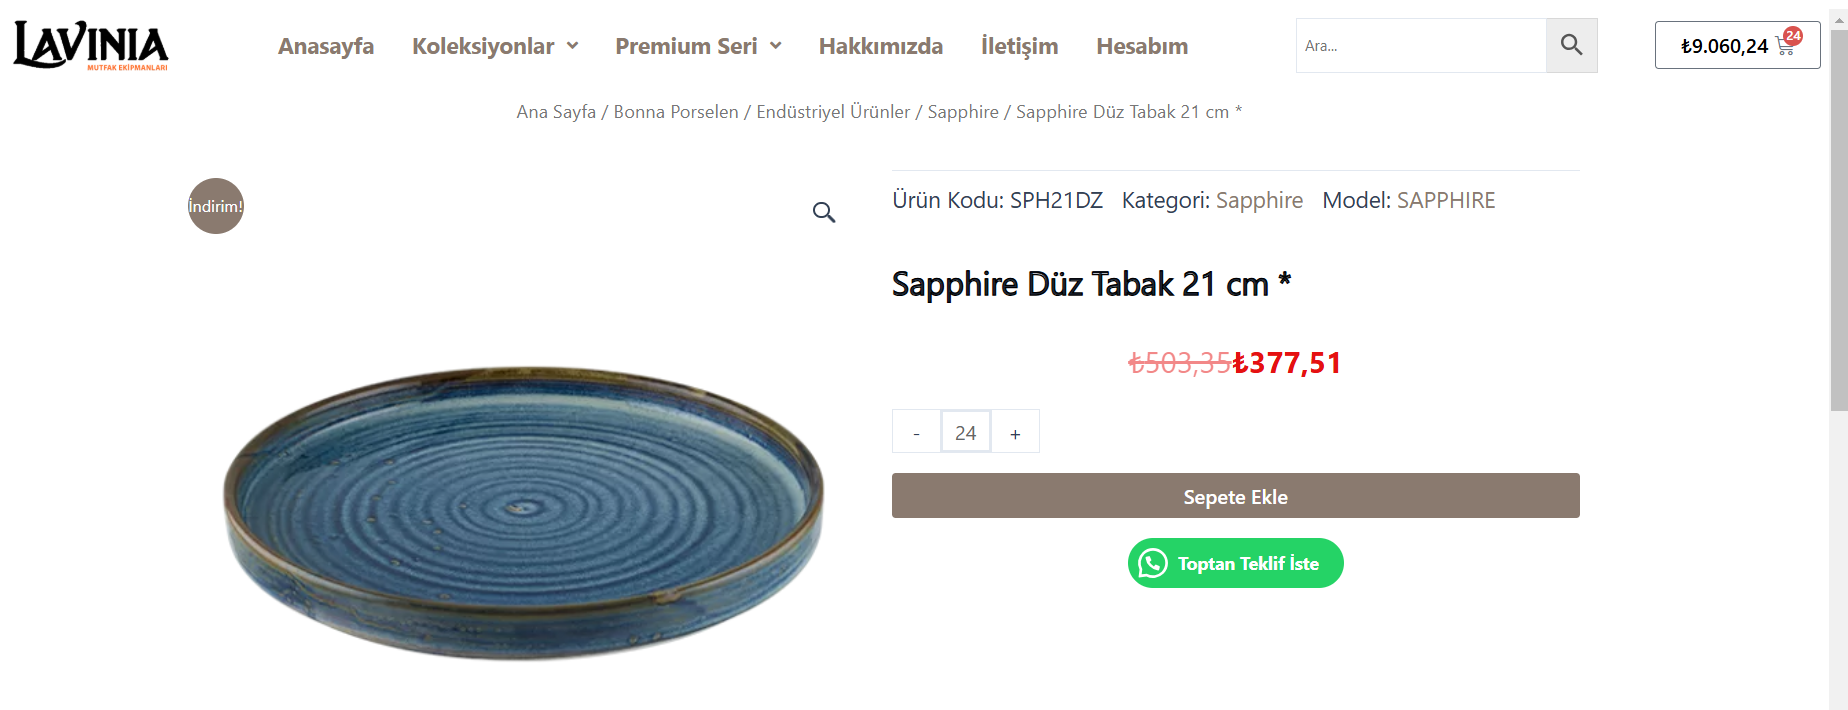 LAVINIA
MUTFAK EKİPMANLARI
Anasayfa Koleksiyonlar Premium Seri Hakkımızda İletişim Hesabım
Ara...
₺9.060,24 24
Ana Sayfa / Bonna Porselen / Endüstriyel Ürünler / Sapphire / Sapphire Düz Tabak 21 cm *
İndirim!
Ürün Kodu: SPH21DZ Kategori: Sapphire Model: SAPPHIRE
Sapphire Düz Tabak 21 cm *
₺503,35₺377,51
- 24 +
Sepete Ekle
Toptan Teklif İste